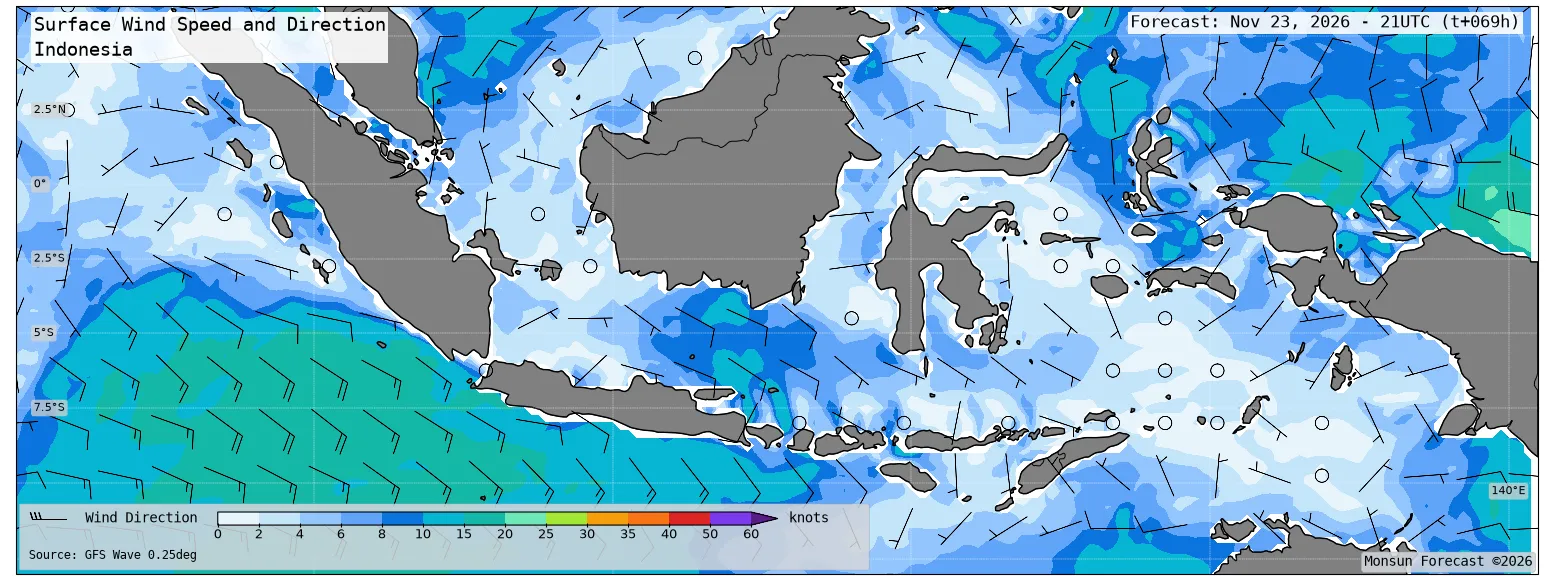 Surface Wind Speed and Direction
Indonesia
Forecast: Nov 23, 2026 - 21UTC (t+069h)
2.5°N
0°
2.5°S
5°S
7.5°S
140°E
Wind Direction
0 2 4 6 8 10 15 20 25 30 35 40 50 60
knots
Source: GFS Wave 0.25deg
Monsun Forecast ©2026